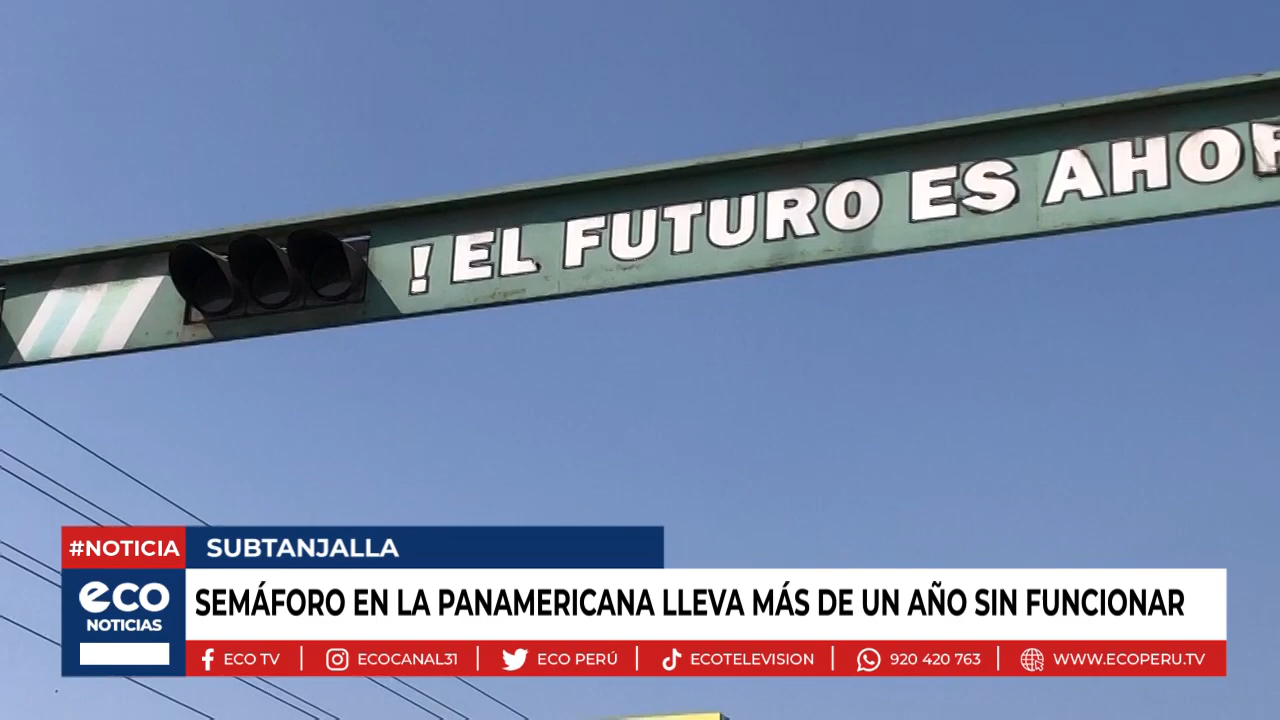 ! EL FUTURO ES AHOR
#NOTICIA SUBTANJALLA
eco NOTICIAS
SEMÁFORO EN LA PANAMERICANA LLEVA MÁS DE UN AÑO SIN FUNCIONAR
ECO TV | ECOCANAL31 | ECO PERÚ | ECOTELEVISION | 920 420 763 | WWW.ECOPERU.TV